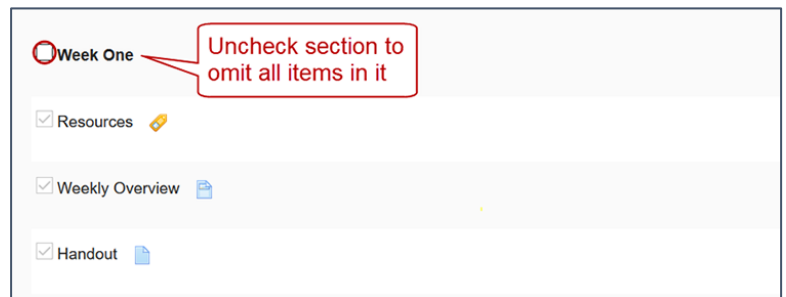 Week One
Uncheck section to
omit all items in it
Resources
Weekly Overview
Handout